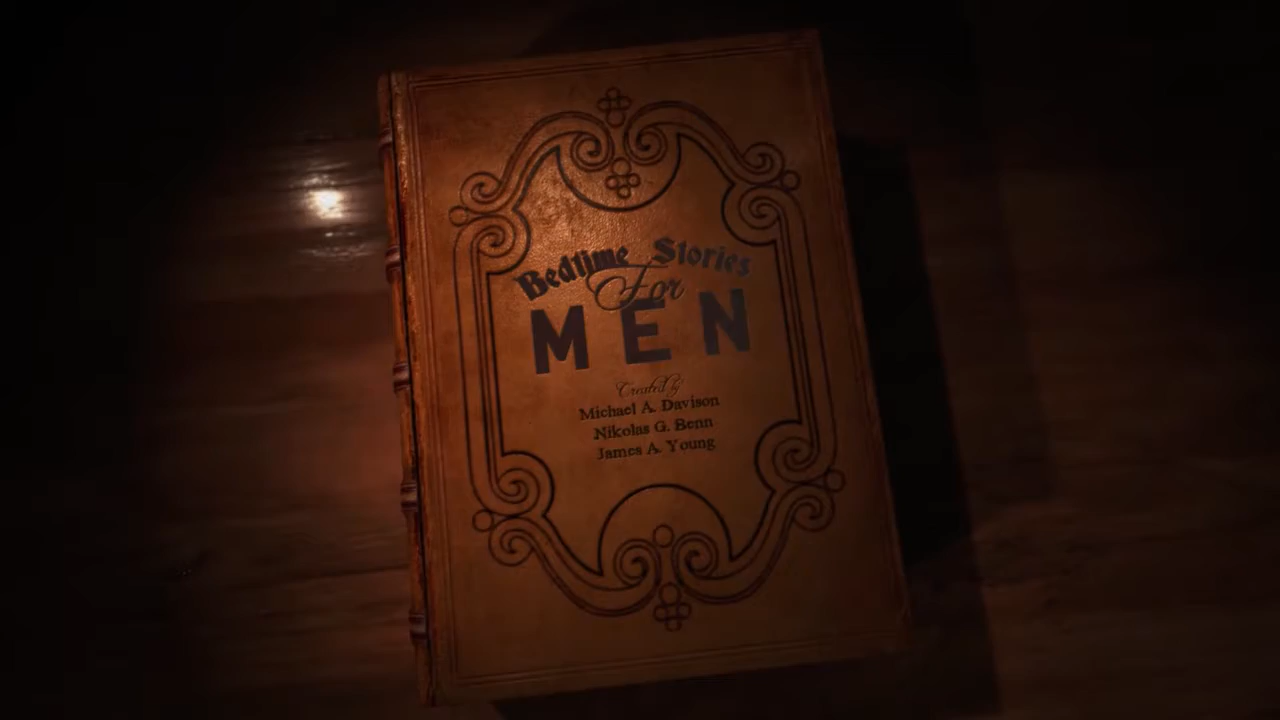 Bedtime Stories
For
MEN
Created by
Michael A. Davison
Nikolas G. Benn
James A. Young